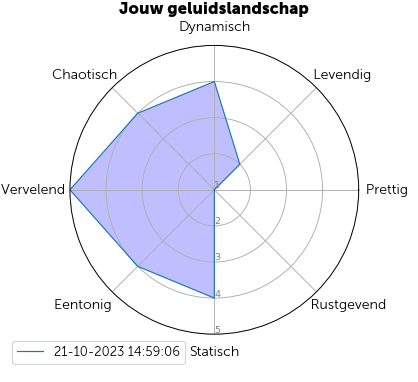 Jouw geluidslandschap
Dynamisch
Chaotisch
Levendig
Vervelend
Prettig
1
2
3
4
5
Eentonig
Rustgevend
Statisch
21-10-2023 14:59:06